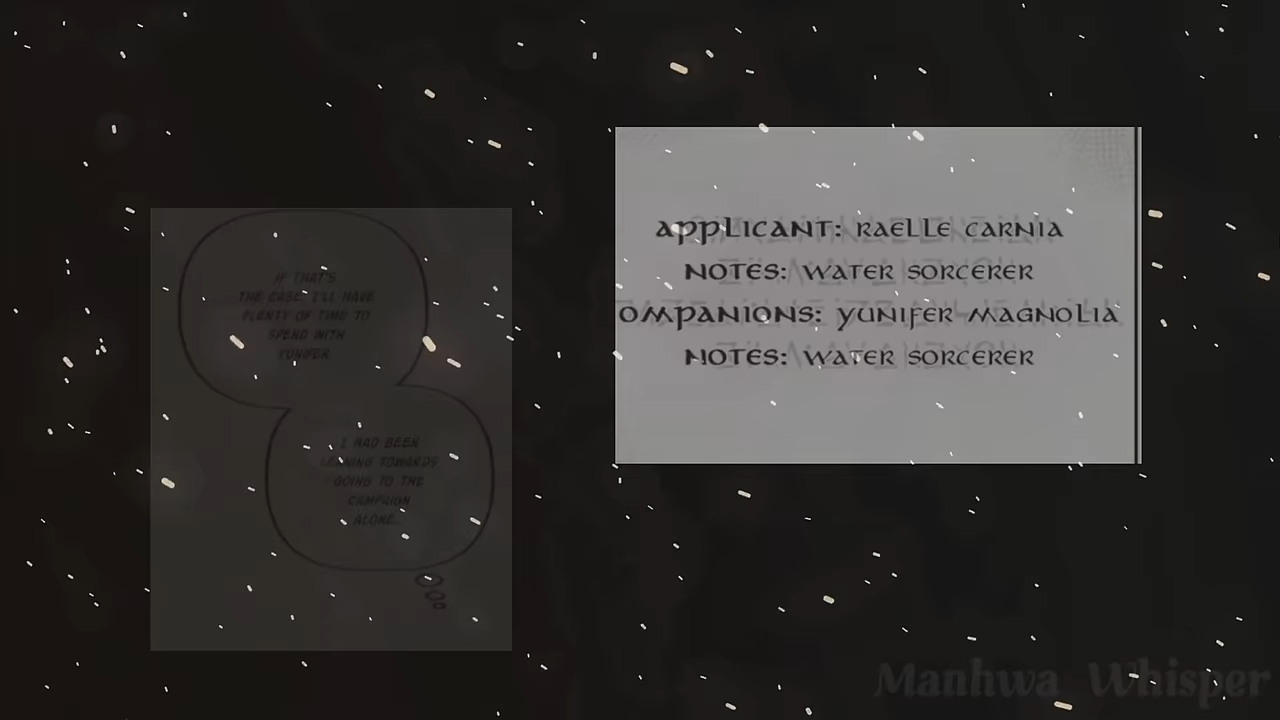 IF THAT'S
THE CASE, I'LL HAVE
PLENTY OF TIME TO
SPEND WITH
YUNIFER.
I HAD BEEN
LEANING TOWARDS
GOING TO THE
CAMPAIGN
ALONE...
APPLICANT: RAELLE CARNIA
NOTES: WATER SORCERER
OMPANIONS: YUNIFER MAGNOLIA
NOTES: WATER SORCERER
Manhwa Whisper